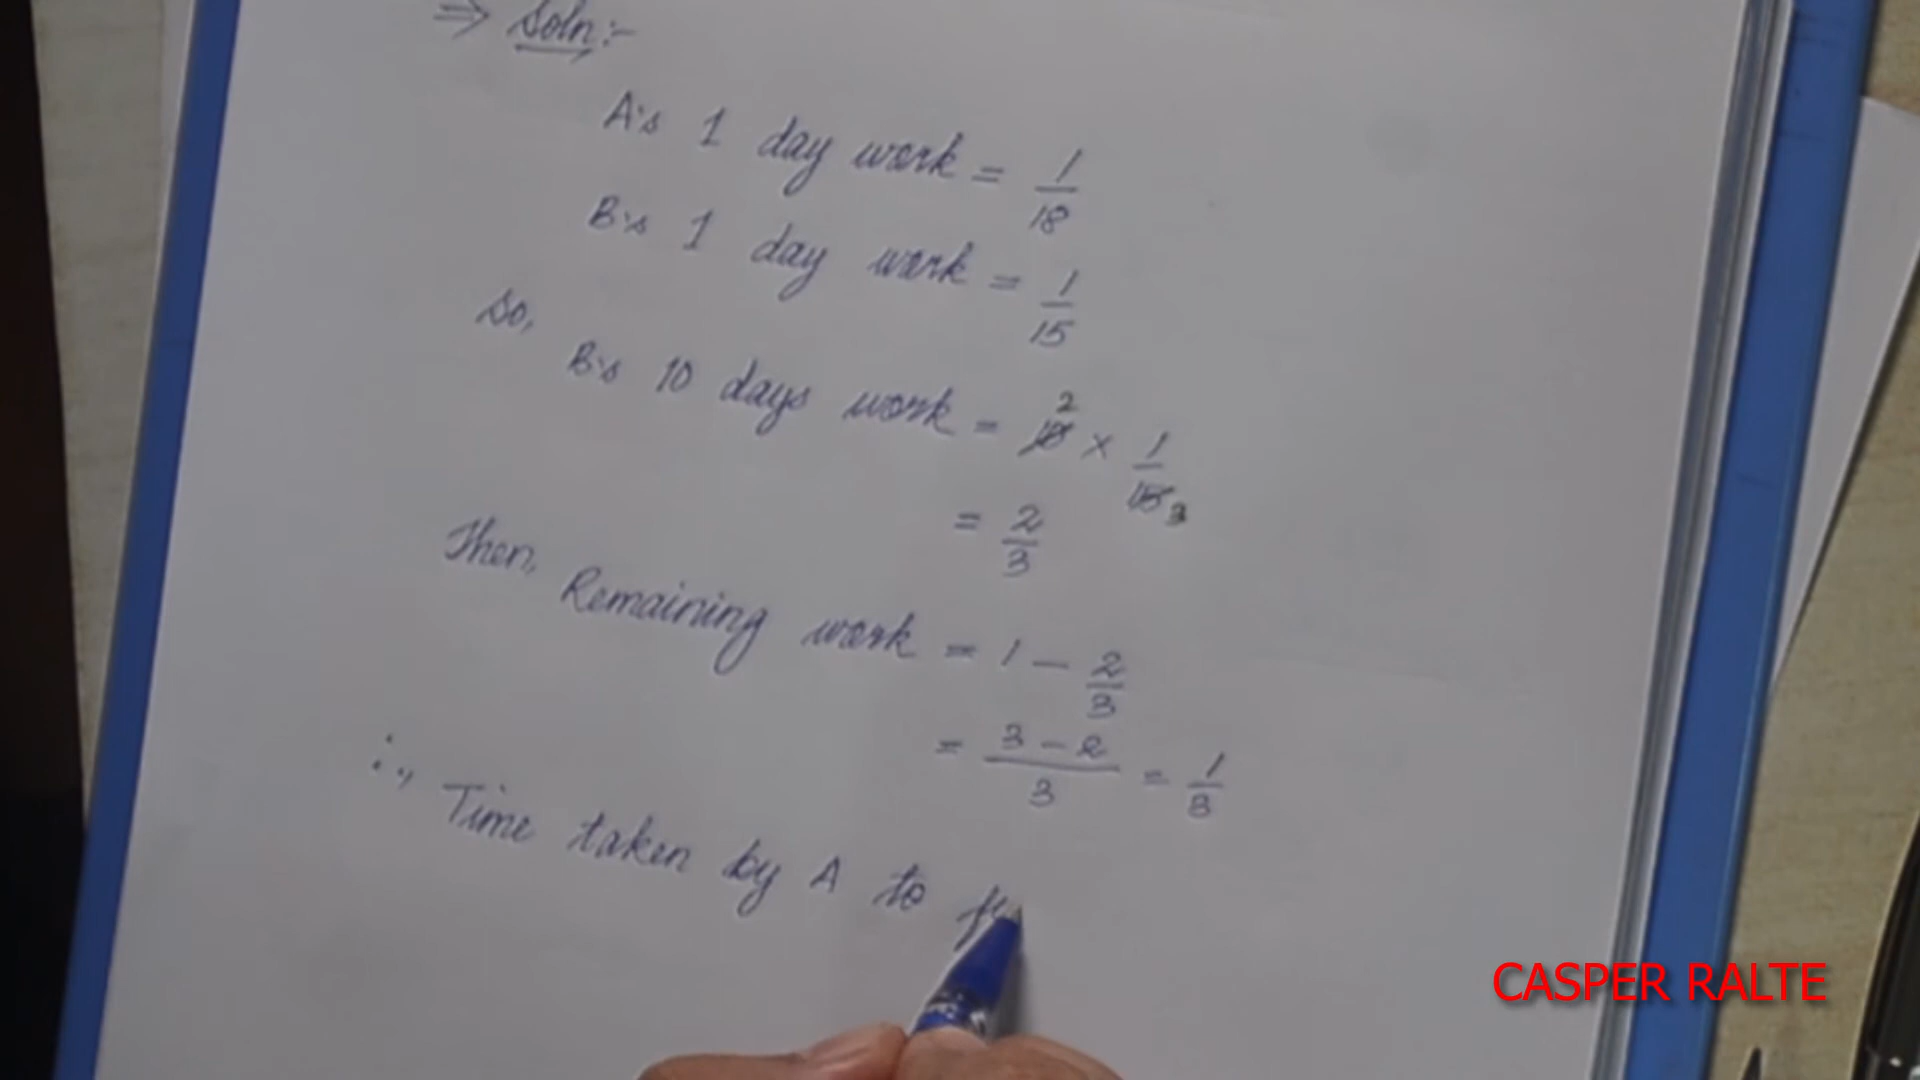 ⇒ Soln:-
A's 1 day work = 1/18
B's 1 day work = 1/15
So,
B's 10 days work = 10 2 × 1/15 3
= 2/3
Then,
Remaining work = 1 - 2/3
= 3 - 2 / 3 = 1/3
∴, Time taken by A to
CASPER RALTE